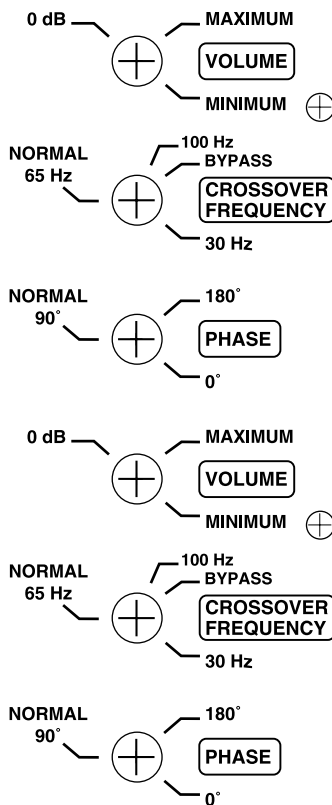 0 dB MAXIMUM
VOLUME
MINIMUM
100 Hz
NORMAL BYPASS
65 Hz CROSSOVER
FREQUENCY
30 Hz
NORMAL 180°
90° PHASE
0°
0 dB MAXIMUM
VOLUME
MINIMUM
100 Hz
NORMAL BYPASS
65 Hz CROSSOVER
FREQUENCY
30 Hz
NORMAL 180°
90° PHASE
0°